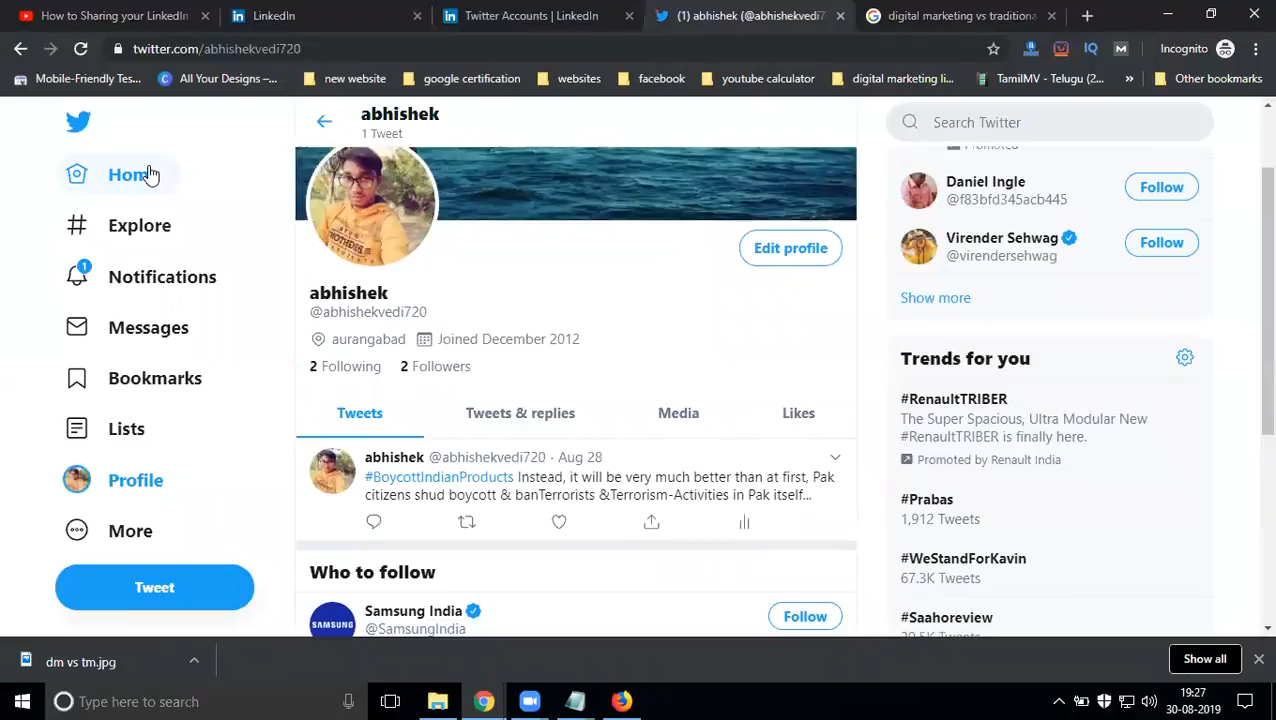 How to Sharing your LinkedIn
LinkedIn
Twitter Accounts | LinkedIn
(1) abhishek (@abhishekvedi7
digital marketing vs traditiona
twitter.com/abhishekvedi720
Incognito
Mobile-Friendly Tes...
All Your Designs –...
new website
google certification
websites
facebook
youtube calculator
digital marketing li...
TamilMV - Telugu (2...
Other bookmarks
Home
Explore
1
Notifications
Messages
Bookmarks
Lists
Profile
More
Tweet
abhishek
1 Tweet
Edit profile
abhishek
@abhishekvedi720
aurangabad Joined December 2012
2 Following 2 Followers
Tweets Tweets & replies Media Likes
abhishek @abhishekvedi720 · Aug 28
#BoycottIndianProducts Instead, it will be very much better than at first, Pak
citizens shud boycott & banTerrorists &Terrorism-Activities in Pak itself...
Who to follow
SAMSUNG
Samsung India
@SamsungIndia
Follow
Search Twitter
Promoted
Daniel Ingle
@f83bfd345acb445
Follow
Virender Sehwag
@virendersehwag
Follow
Show more
Trends for you
#RenaultTRIBER
The Super Spacious, Ultra Modular New
#RenaultTRIBER is finally here.
Promoted by Renault India
#Prabas
1,912 Tweets
#WeStandForKavin
67.3K Tweets
#Saahoreview
dm vs tm.jpg
Show all
Type here to search
19:27
30-08-2019